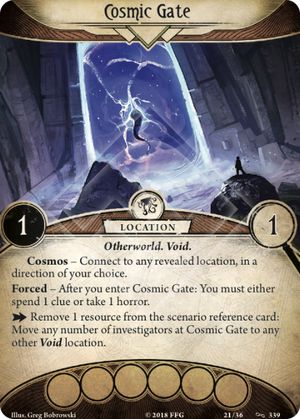 Cosmic Gate
1
LOCATION
1
Otherworld. Void.
Cosmos – Connect to any revealed location, in a
direction of your choice.
Forced – After you enter Cosmic Gate: You must either
spend 1 clue or take 1 horror.
Remove 1 resource from the scenario reference card:
Move any number of investigators at Cosmic Gate to any
other Void location.
Illus. Greg Bobrowski
© 2018 FFG
21/36
339